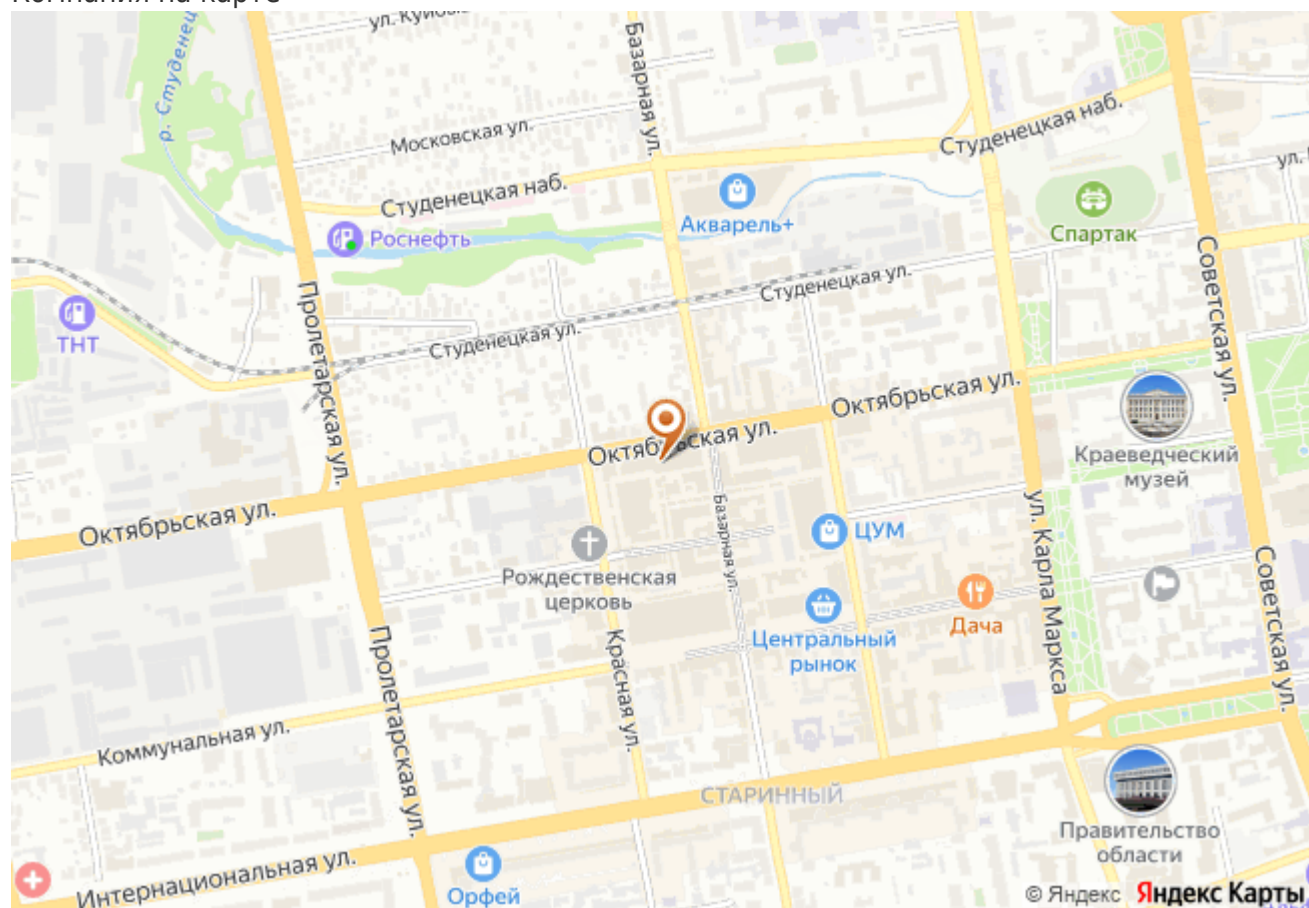 Компания на карте
р. Студенец
Базарная ул.
Московская ул.
Студенецкая наб.
Студенецкая наб.
ул.
Роснефть
Акварель+
Спартак
Советская ул.
ТНТ
Пролетарская ул.
Студенецкая ул.
Студенецкая ул.
Октябрьская ул.
Октябрьская ул.
Краеведческий
музей
Октябрьская ул.
Базарная ул.
ЦУМ
ул. Карла Маркса
Рождественская
церковь
Советская ул.
Дача
Центральный
рынок
Пролетарская ул.
Красная ул.
Коммунальная ул.
СТАРИННЫЙ
Правительство
области
Интернациональная ул.
Орфей
© Яндекс Яндекс Карты